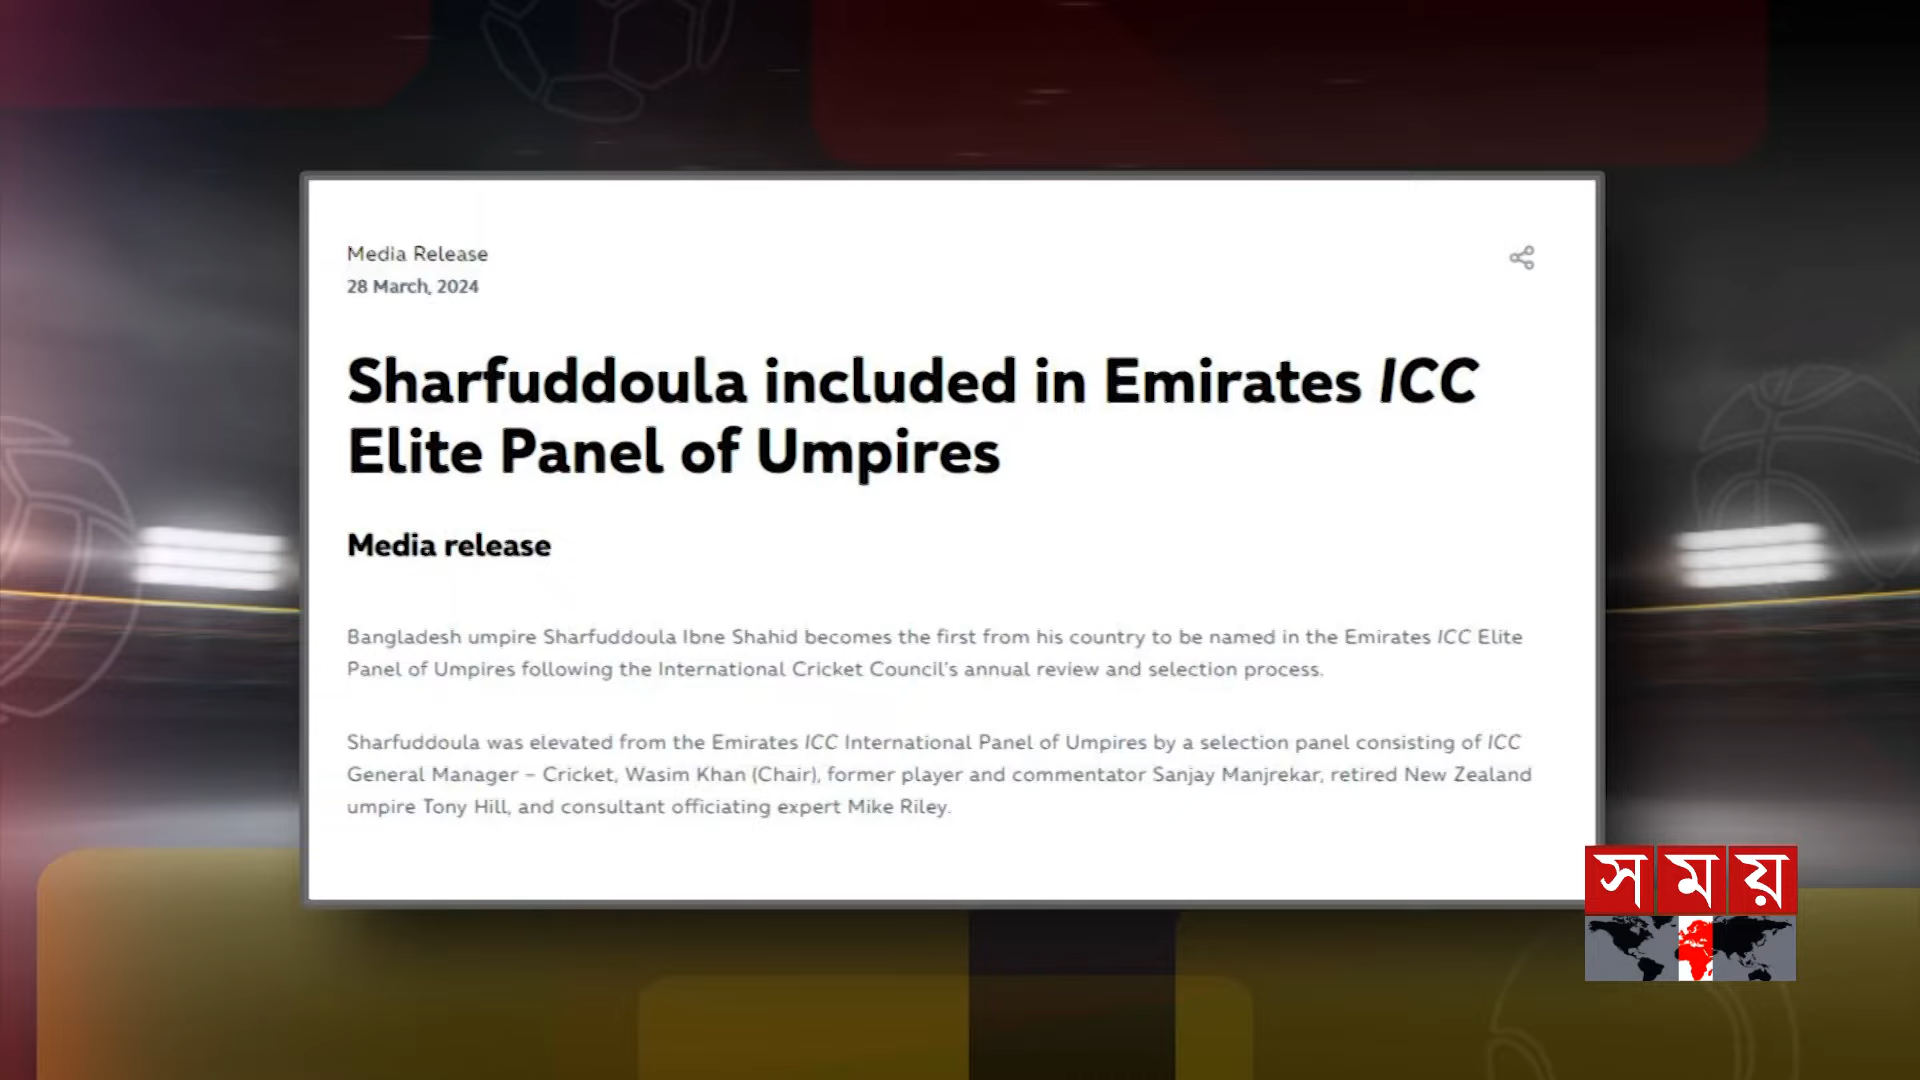 Media Release
28 March, 2024
Sharfuddoula included in Emirates ICC
Elite Panel of Umpires
Media release
Bangladesh umpire Sharfuddoula Ibne Shahid becomes the first from his country to be named in the Emirates ICC Elite
Panel of Umpires following the International Cricket Council's annual review and selection process.
Sharfuddoula was elevated from the Emirates ICC International Panel of Umpires by a selection panel consisting of ICC
General Manager – Cricket, Wasim Khan (Chair), former player and commentator Sanjay Manjrekar, retired New Zealand
umpire Tony Hill, and consultant officiating expert Mike Riley.
সময়